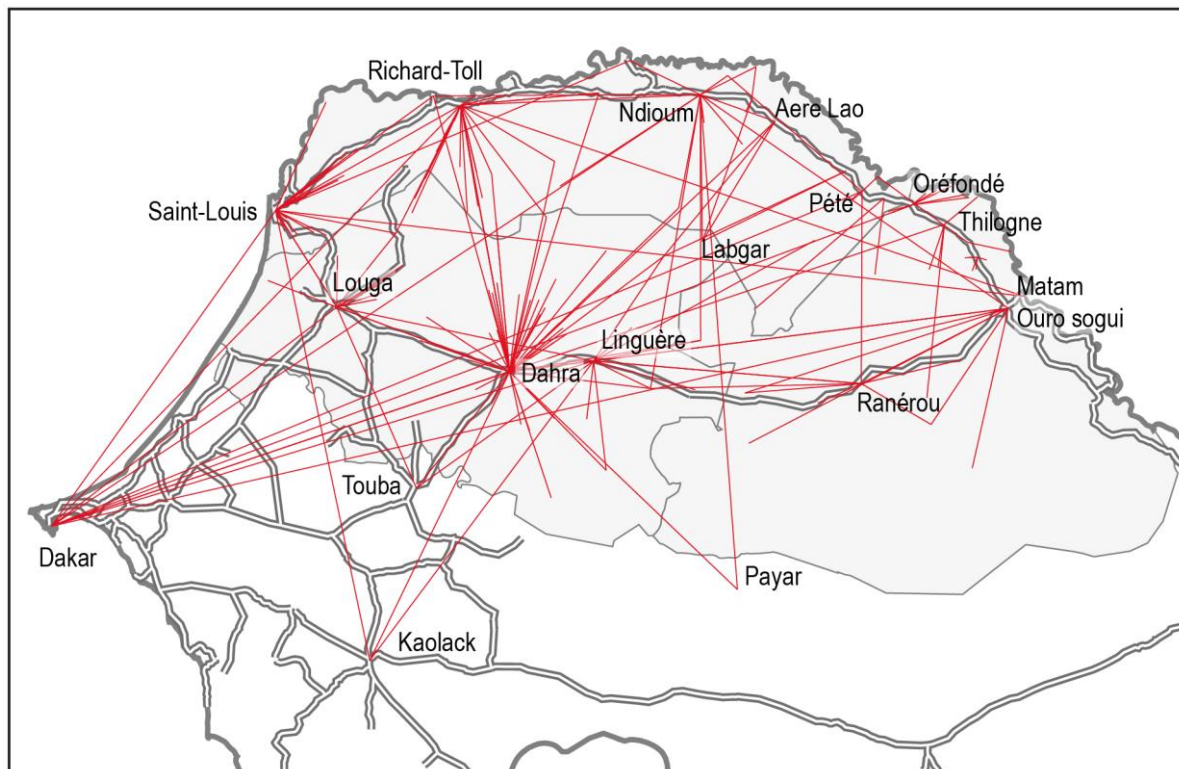 Richard-Toll
Ndioum
Aere Lao
Saint-Louis
Pété
Oréfondé
Thilogne
Labgar
Louga
Matam
Ouro sogui
Linguère
Dahra
Ranérou
Touba
Dakar
Payar
Kaolack